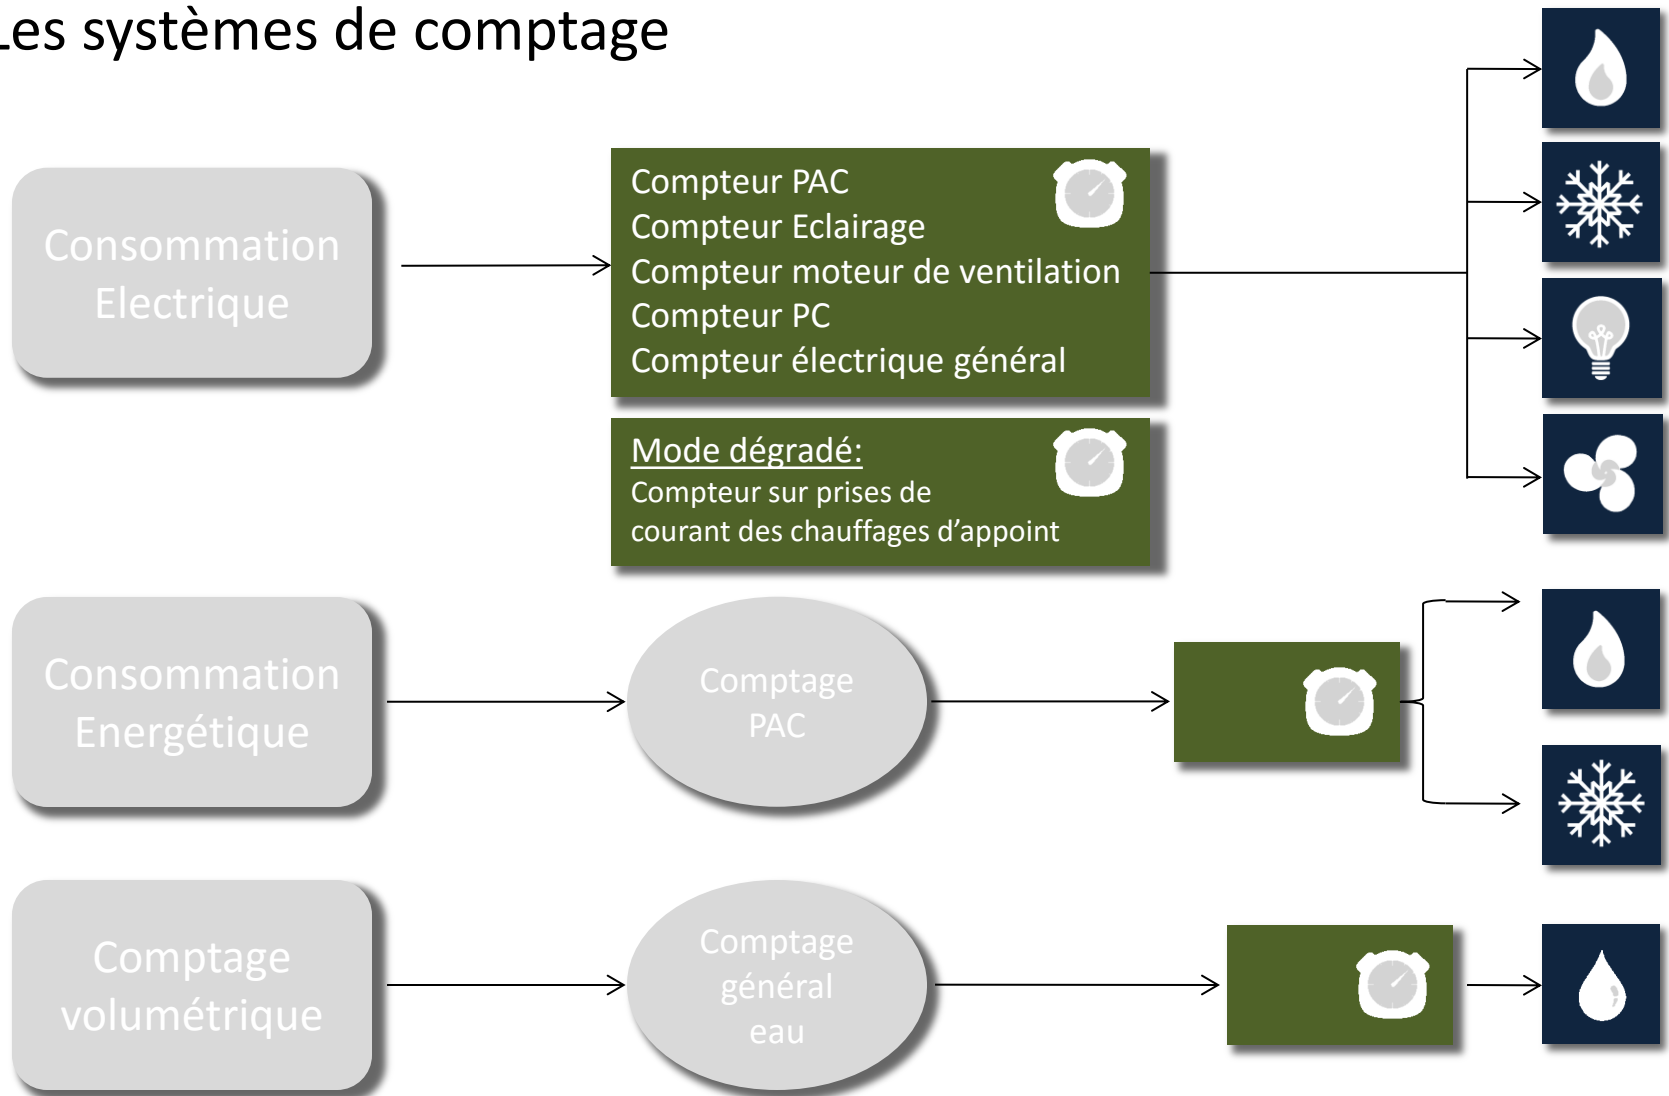 Les systèmes de comptage
Consommation
Electrique
Compteur PAC
Compteur Eclairage
Compteur moteur de ventilation
Compteur PC
Compteur électrique général
Mode dégradé:
Compteur sur prises de
courant des chauffages d’appoint
Consommation
Energétique
Comptage
PAC
Comptage
volumétrique
Comptage
général
eau